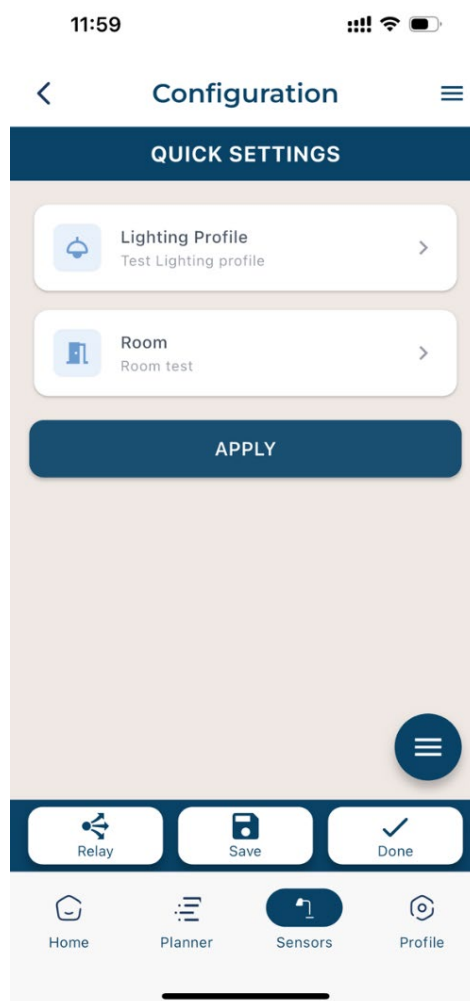 11:59
Configuration
QUICK SETTINGS
Lighting Profile
Test Lighting profile
Room
Room test
APPLY
Relay
Save
Done
Home
Planner
Sensors
Profile